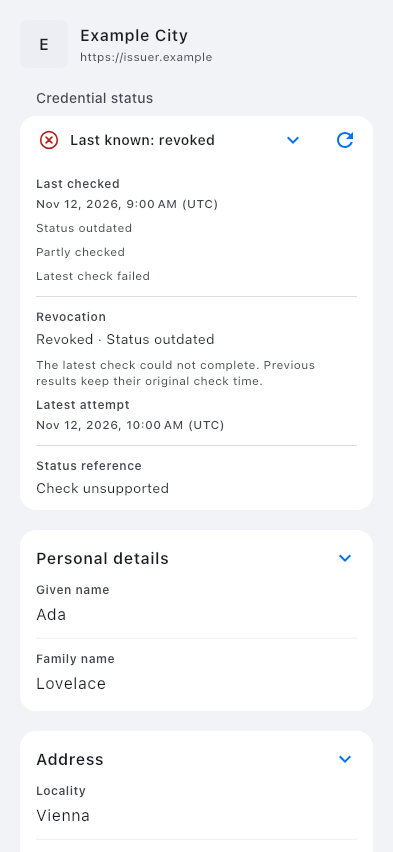 E
Example City
https://issuer.example
Credential status
Last known: revoked
Last checked
Nov 12, 2026, 9:00 AM (UTC)
Status outdated
Partly checked
Latest check failed
Revocation
Revoked · Status outdated
The latest check could not complete. Previous
results keep their original check time.
Latest attempt
Nov 12, 2026, 10:00 AM (UTC)
Status reference
Check unsupported
Personal details
Given name
Ada
Family name
Lovelace
Address
Locality
Vienna